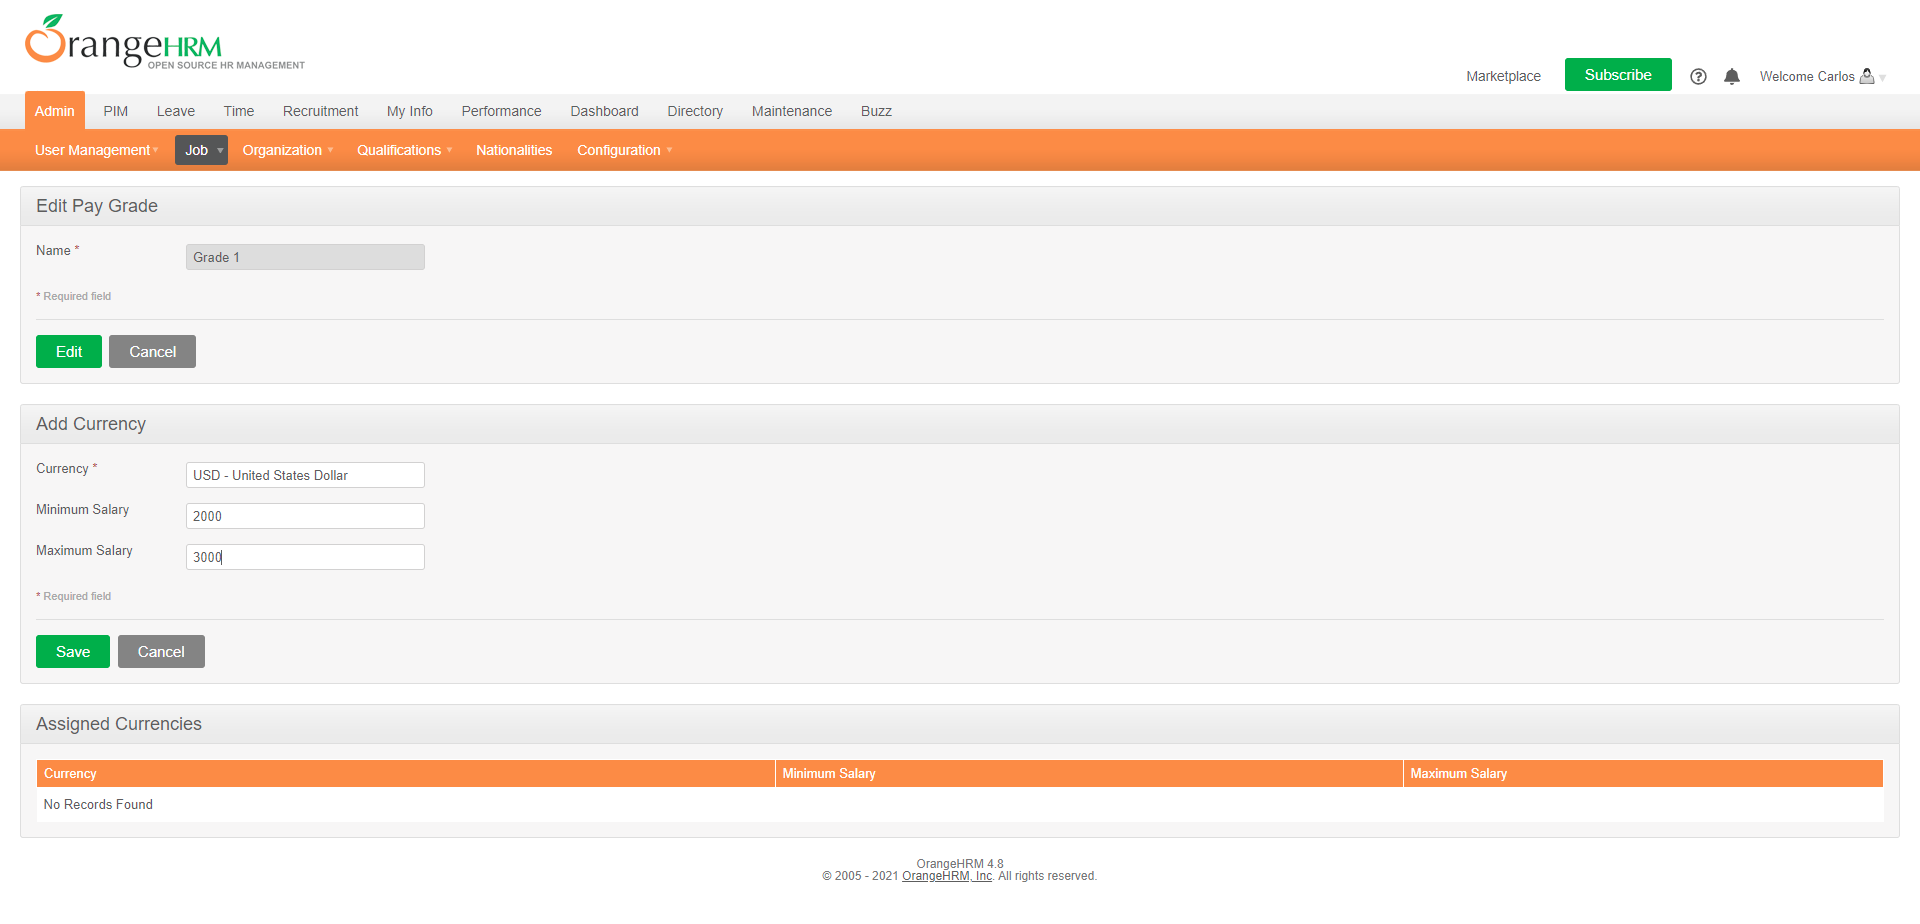 OrangeHRM
OPEN SOURCE HR MANAGEMENT
Marketplace
Subscribe
Welcome Carlos
Admin PIM Leave Time Recruitment My Info Performance Dashboard Directory Maintenance Buzz
User Management Job Organization Qualifications Nationalities Configuration
Edit Pay Grade
Name * Grade 1
* Required field
Edit Cancel
Add Currency
Currency * USD - United States Dollar
Minimum Salary 2000
Maximum Salary 3000
* Required field
Save Cancel
Assigned Currencies
Currency Minimum Salary Maximum Salary
No Records Found
OrangeHRM 4.8
© 2005 - 2021 OrangeHRM, Inc. All rights reserved.